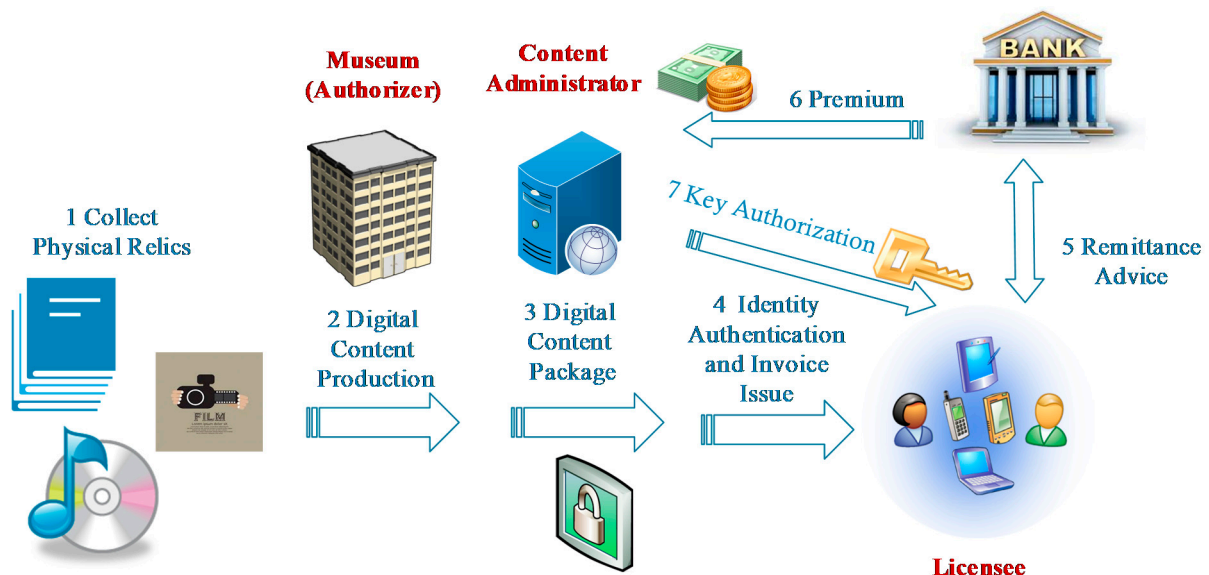 Museum
(Authorizer)
Content
Administrator
BANK
6 Premium
1 Collect
Physical Relics
7 Key Authorization
5 Remittance
Advice
2 Digital
Content
Production
3 Digital
Content
Package
4 Identity
Authentication
and Invoice
Issue
FILM
Licensee